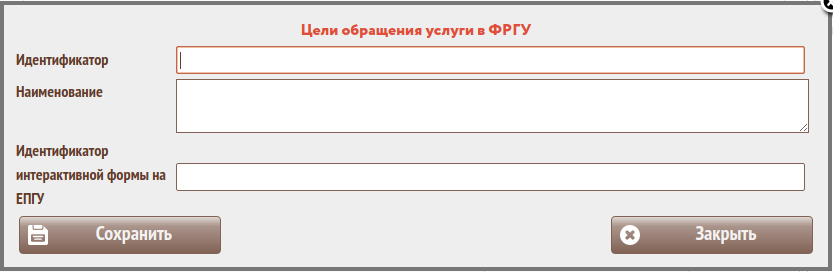 Цели обращения услуги в ФРГУ
Идентификатор
Наименование
Идентификатор
интерактивной формы на
ЕПГУ
Сохранить
Закрыть